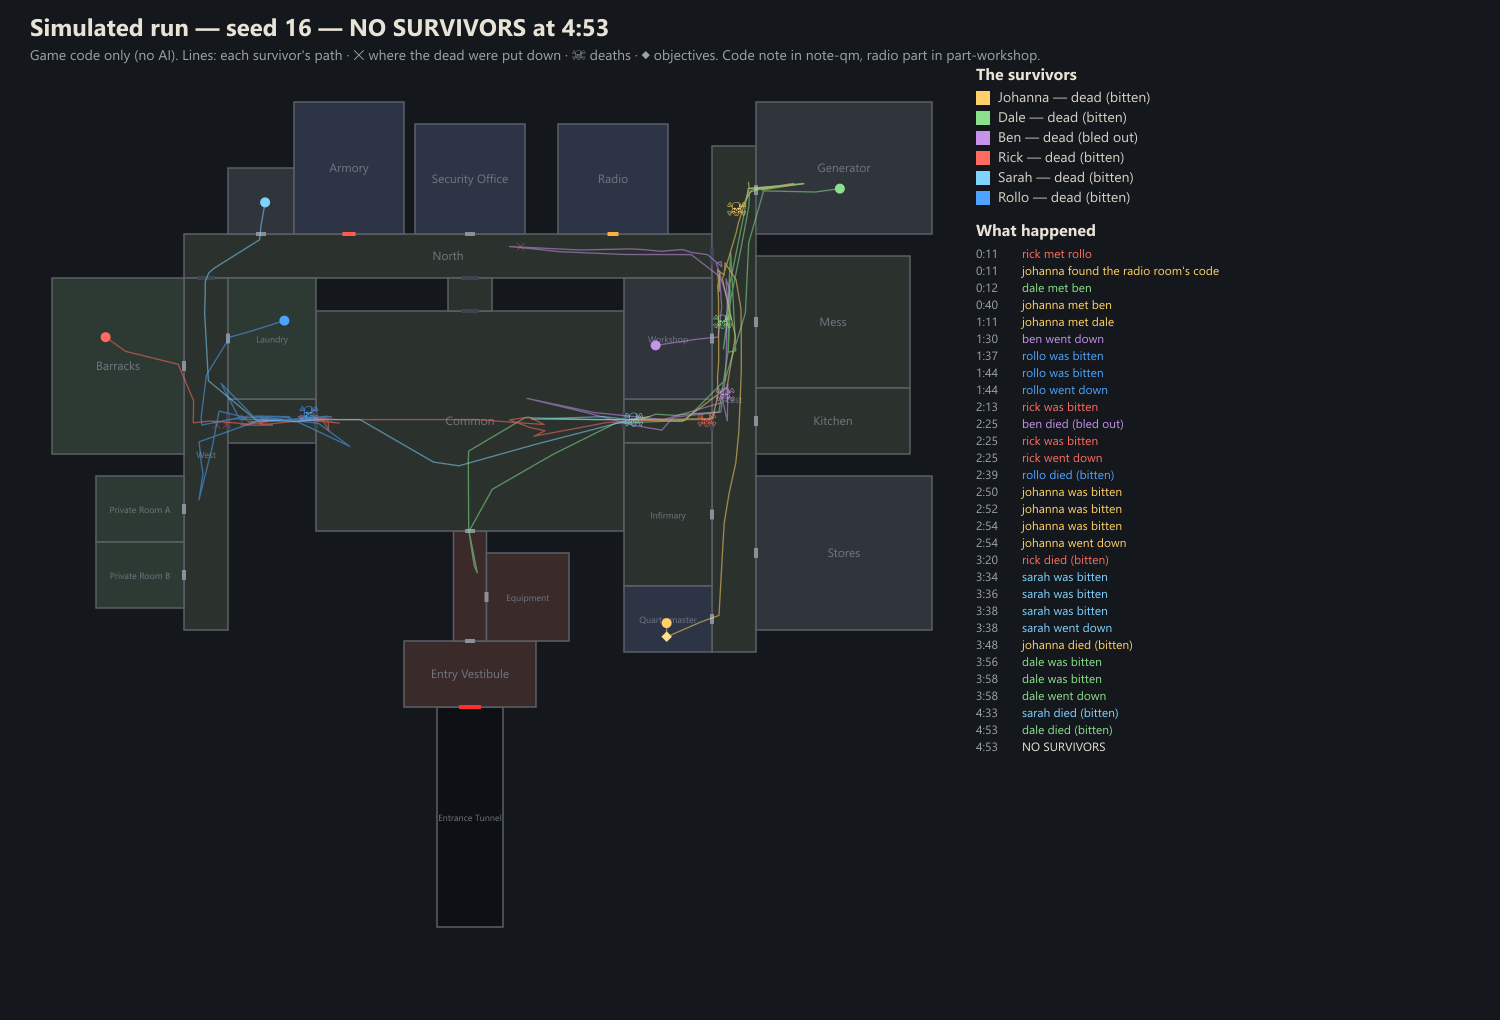 Simulated run — seed 16 — NO SURVIVORS at 4:53
Game code only (no AI). Lines: each survivor's path · ✕ where the dead were put down · ☠ deaths · ◆ objectives. Code note in note-qm, radio part in part-workshop.
The survivors
Johanna — dead (bitten)
Dale — dead (bitten)
Ben — dead (bled out)
Rick — dead (bitten)
Sarah — dead (bitten)
Rollo — dead (bitten)
What happened
0:11 rick met rollo
0:11 johanna found the radio room's code
0:12 dale met ben
0:40 johanna met ben
1:11 johanna met dale
1:30 ben went down
1:37 rollo was bitten
1:44 rollo was bitten
1:44 rollo went down
2:13 rick was bitten
2:25 ben died (bled out)
2:25 rick was bitten
2:25 rick went down
2:39 rollo died (bitten)
2:50 johanna was bitten
2:52 johanna was bitten
2:54 johanna was bitten
2:54 johanna went down
3:20 rick died (bitten)
3:34 sarah was bitten
3:36 sarah was bitten
3:38 sarah was bitten
3:38 sarah went down
3:48 johanna died (bitten)
3:56 dale was bitten
3:58 dale was bitten
3:58 dale went down
4:33 sarah died (bitten)
4:53 dale died (bitten)
4:53 NO SURVIVORS
Armory
Security Office
Radio
Generator
North
Laundry
Workshop
Mess
Barracks
Common
Kitchen
West
Private Room A
Infirmary
Stores
Private Room B
Equipment
Entry Vestibule
Entrance Tunnel